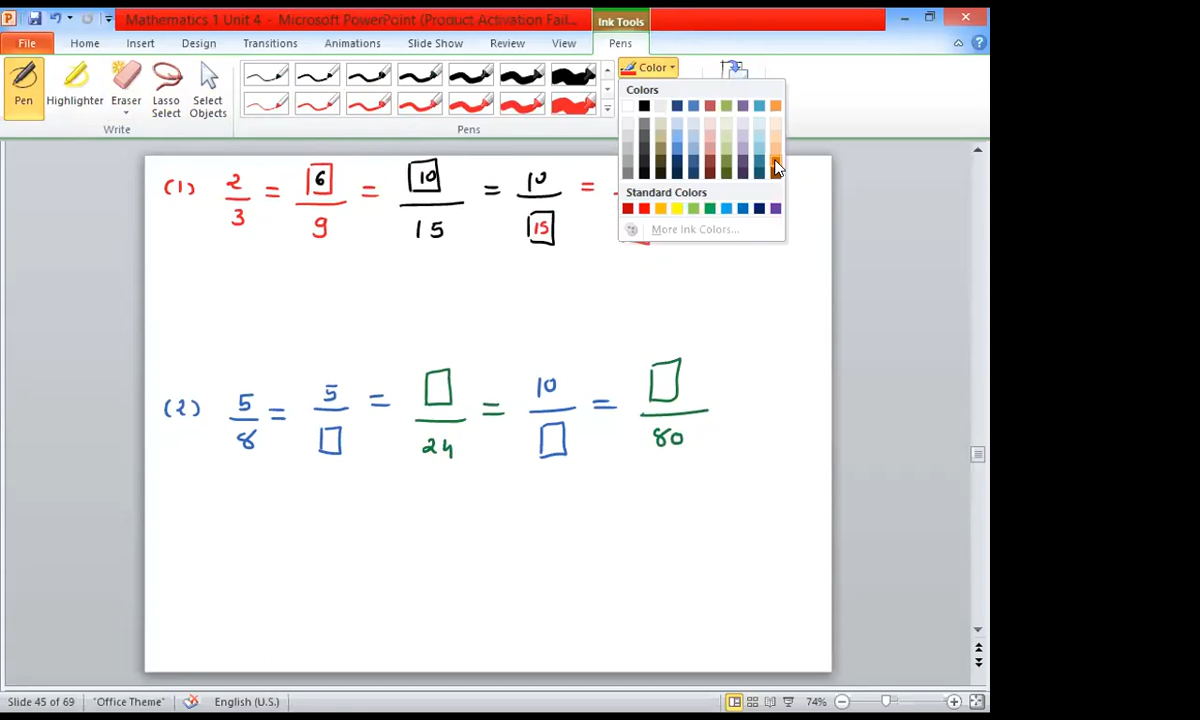 Mathematics 1 Unit 4 - Microsoft PowerPoint (Product Activation Fail...
Ink Tools
File Home Insert Design Transitions Animations Slide Show Review View Pens
Pen Highlighter Eraser Lasso Select Select Objects
Color
Write
Pens
Colors
Standard Colors
More Ink Colors...
(1) 2/3 = 6/9 = 10/15 = 10/15 =
(2) 5/8 = 5/□ = □/24 = 10/□ = □/80
Slide 45 of 69 "Office Theme" English (U.S.) 74%